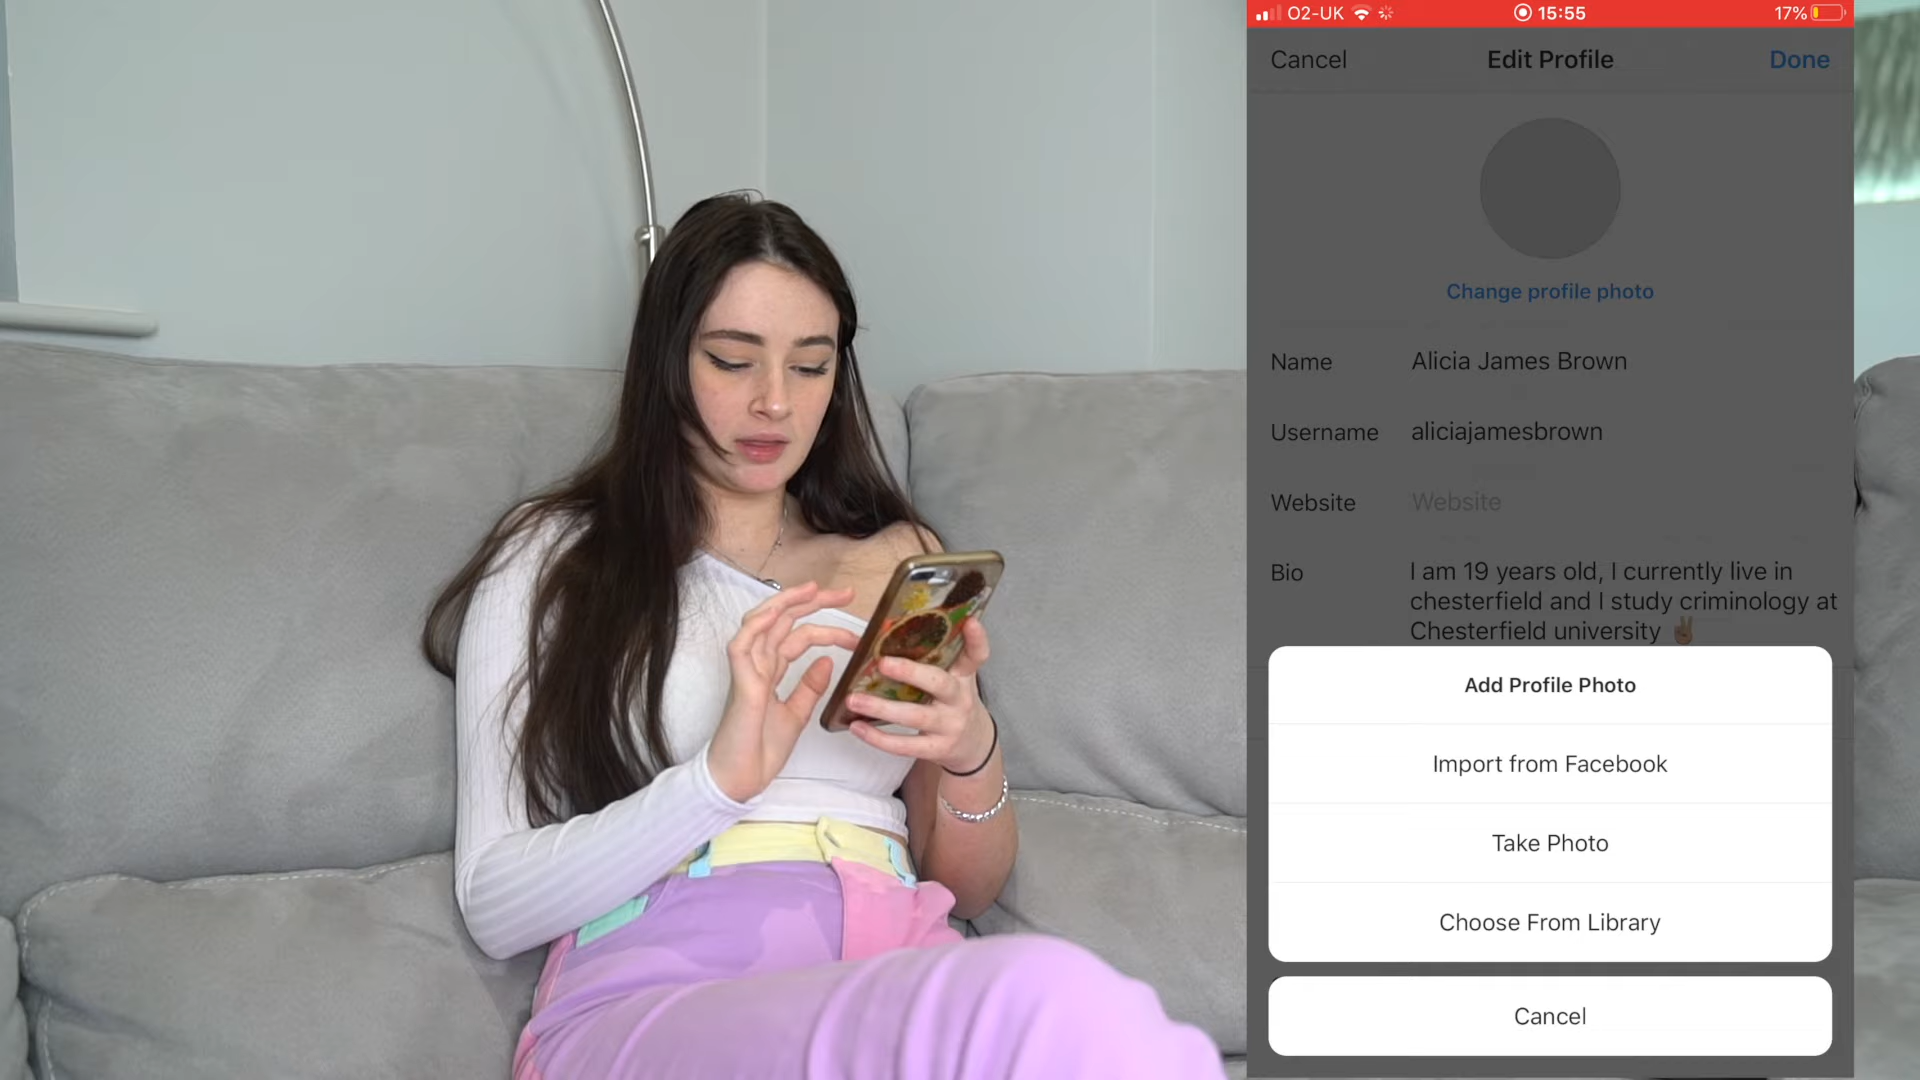 O2-UK 15:55 17%
Cancel Edit Profile Done
Change profile photo
Name Alicia James Brown
Username aliciajamesbrown
Website Website
Bio I am 19 years old, I currently live in
chesterfield and I study criminology at
Chesterfield university ✌🏽
Add Profile Photo
Import from Facebook
Take Photo
Choose From Library
Cancel